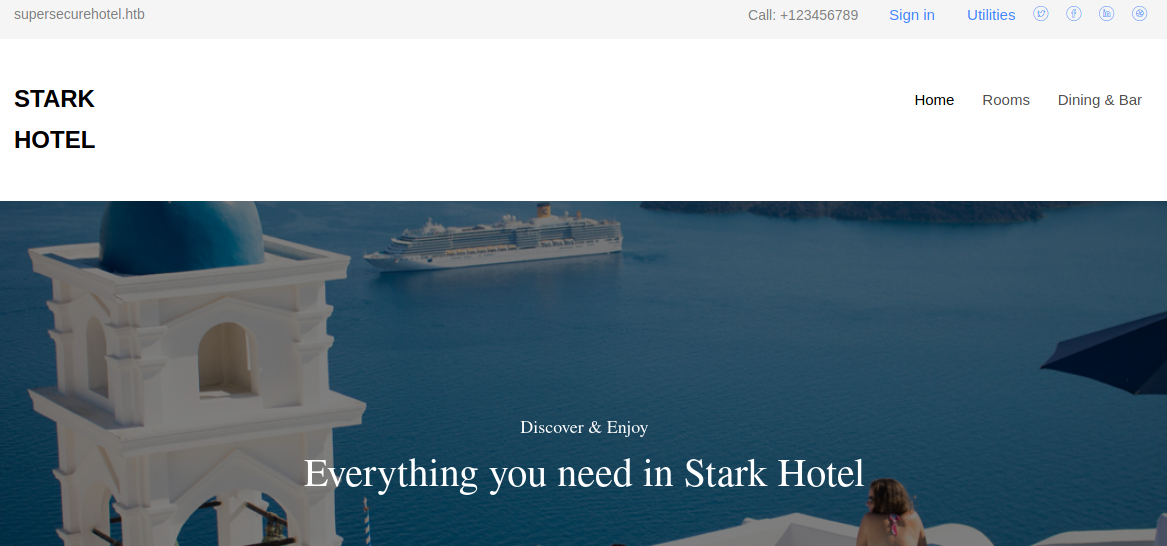 supersecurehotel.htb
Call: +123456789 Sign in Utilities
STARK
HOTEL
Home Rooms Dining & Bar
Discover & Enjoy
Everything you need in Stark Hotel